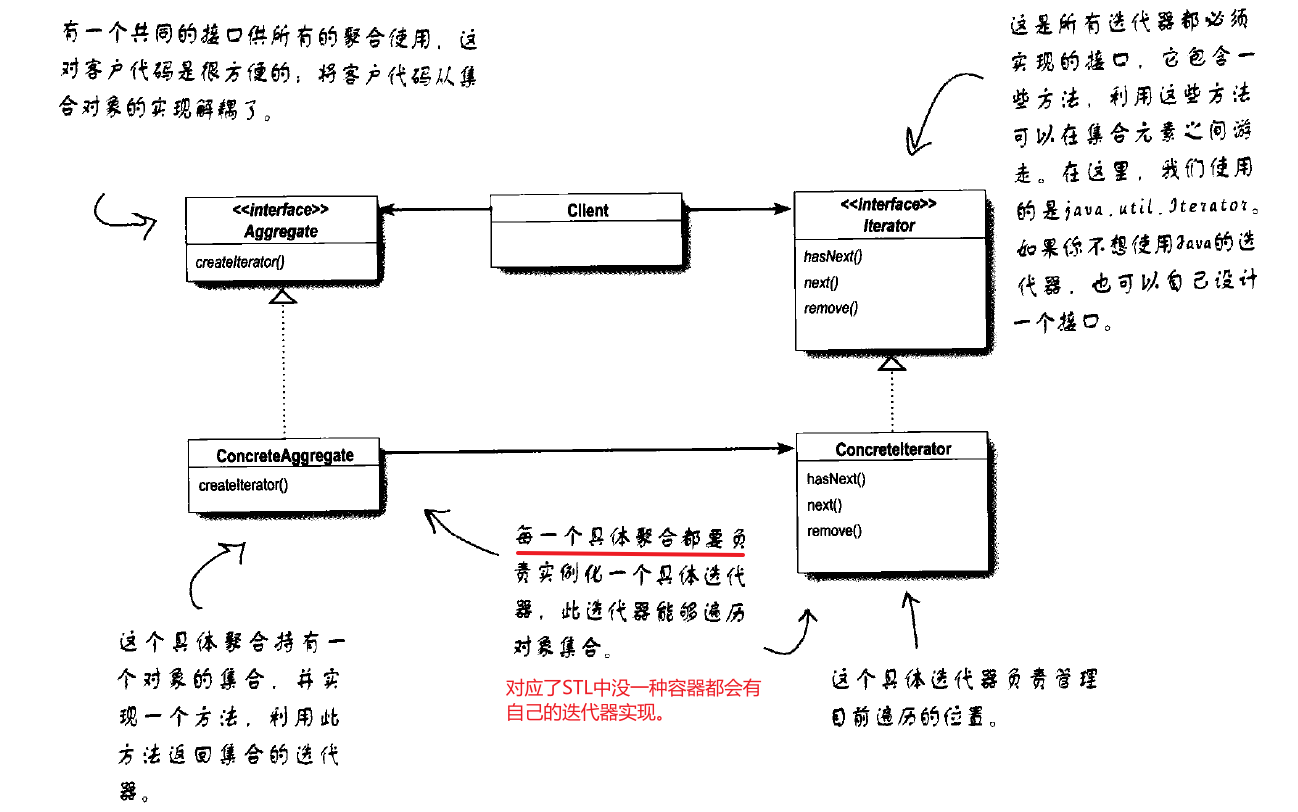 有一个共同的接口供所有的聚合使用，这
对客户代码是很方便的；将客户代码从集
合对象的实现解耦了。
这是所有迭代器都必须
实现的接口，它包含一
些方法，利用这些方法
可以在集合元素之间游
走。在这里，我们使用
的是java.util.Iterator。
如果你不想使用Java的迭
代器，也可以自己设计
一个接口。
<<interface>>
Aggregate
createIterator()
Client
<<interface>>
Iterator
hasNext()
next()
remove()
ConcreteAggregate
createIterator()
ConcreteIterator
hasNext()
next()
remove()
每一个具体聚合都要负
责实例化一个具体迭代
器，此迭代器能够遍历
对象集合。
对应了STL中没一种容器都会有
自己的迭代器实现。
这个具体聚合持有一
个对象的集合，并实
现一个方法，利用此
方法返回集合的迭代
器。
这个具体迭代器负责管理
目前遍历的位置。